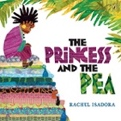 THE
PRINCESS
AND THE
PEA
RACHEL ISADORA